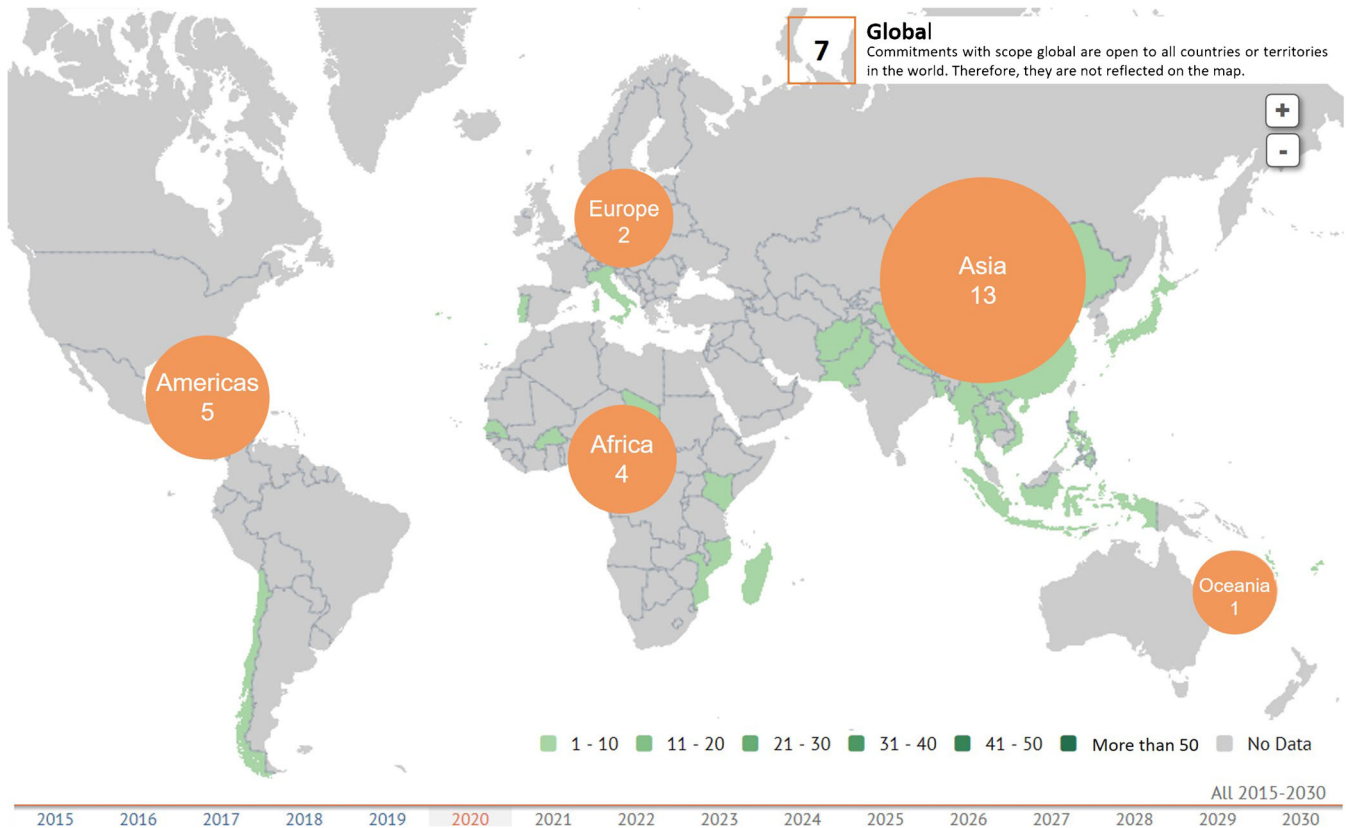 7
Global
Commitments with scope global are open to all countries or territories
in the world. Therefore, they are not reflected on the map.
+
-
Europe
2
Asia
13
Americas
5
Africa
4
Oceania
1
1 - 10
11 - 20
21 - 30
31 - 40
41 - 50
More than 50
No Data
All 2015-2030
2015 2016 2017 2018 2019 2020 2021 2022 2023 2024 2025 2026 2027 2028 2029 2030